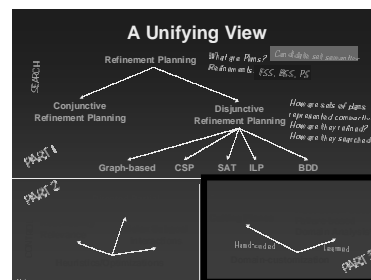 A Unifying View
Refinement Planning
What are Plans? Candidate set semantics
Refinements: FSS, BSS, PS
SEARCH
Conjunctive
Refinement Planning
Disjunctive
Refinement Planning
How are sets of plans
represented compactly
How are they refined?
How are they searched
PART 1
Graph-based CSP SAT ILP BDD
PART 2
Hand-coded Learned
PART 3